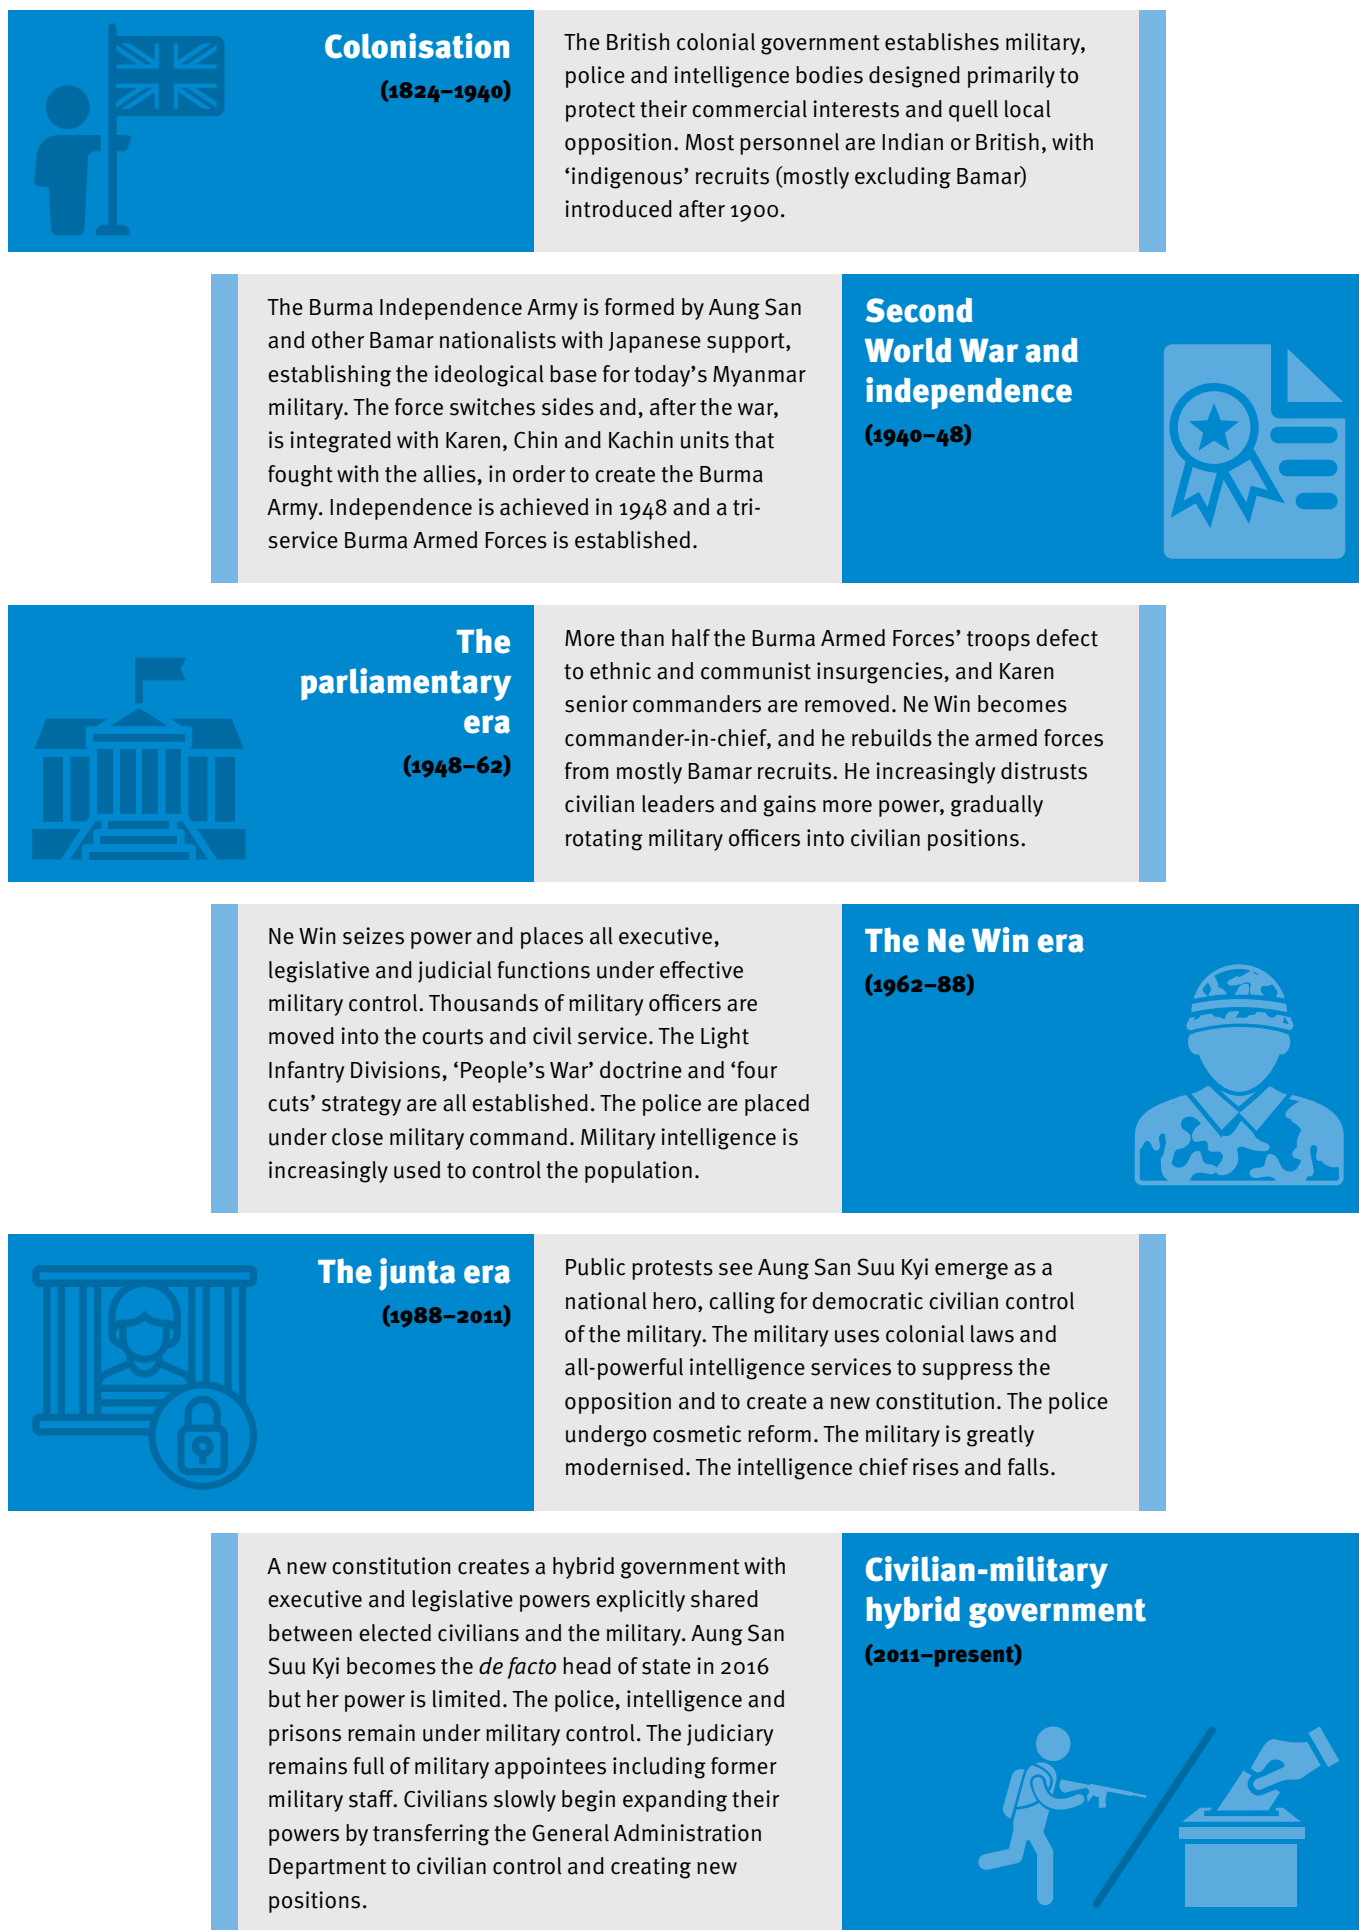 Colonisation
(1824–1940)
The British colonial government establishes military,
police and intelligence bodies designed primarily to
protect their commercial interests and quell local
opposition. Most personnel are Indian or British, with
‘indigenous’ recruits (mostly excluding Bamar)
introduced after 1900.
The Burma Independence Army is formed by Aung San
and other Bamar nationalists with Japanese support,
establishing the ideological base for today’s Myanmar
military. The force switches sides and, after the war,
is integrated with Karen, Chin and Kachin units that
fought with the allies, in order to create the Burma
Army. Independence is achieved in 1948 and a tri-
service Burma Armed Forces is established.
Second
World War and
independence
(1940–48)
The
parliamentary
era
(1948–62)
More than half the Burma Armed Forces’ troops defect
to ethnic and communist insurgencies, and Karen
senior commanders are removed. Ne Win becomes
commander-in-chief, and he rebuilds the armed forces
from mostly Bamar recruits. He increasingly distrusts
civilian leaders and gains more power, gradually
rotating military officers into civilian positions.
Ne Win seizes power and places all executive,
legislative and judicial functions under effective
military control. Thousands of military officers are
moved into the courts and civil service. The Light
Infantry Divisions, ‘People’s War’ doctrine and ‘four
cuts’ strategy are all established. The police are placed
under close military command. Military intelligence is
increasingly used to control the population.
The Ne Win era
(1962–88)
The junta era
(1988–2011)
Public protests see Aung San Suu Kyi emerge as a
national hero, calling for democratic civilian control
of the military. The military uses colonial laws and
all-powerful intelligence services to suppress the
opposition and to create a new constitution. The police
undergo cosmetic reform. The military is greatly
modernised. The intelligence chief rises and falls.
A new constitution creates a hybrid government with
executive and legislative powers explicitly shared
between elected civilians and the military. Aung San
Suu Kyi becomes the de facto head of state in 2016
but her power is limited. The police, intelligence and
prisons remain under military control. The judiciary
remains full of military appointees including former
military staff. Civilians slowly begin expanding their
powers by transferring the General Administration
Department to civilian control and creating new
positions.
Civilian-military
hybrid government
(2011–present)